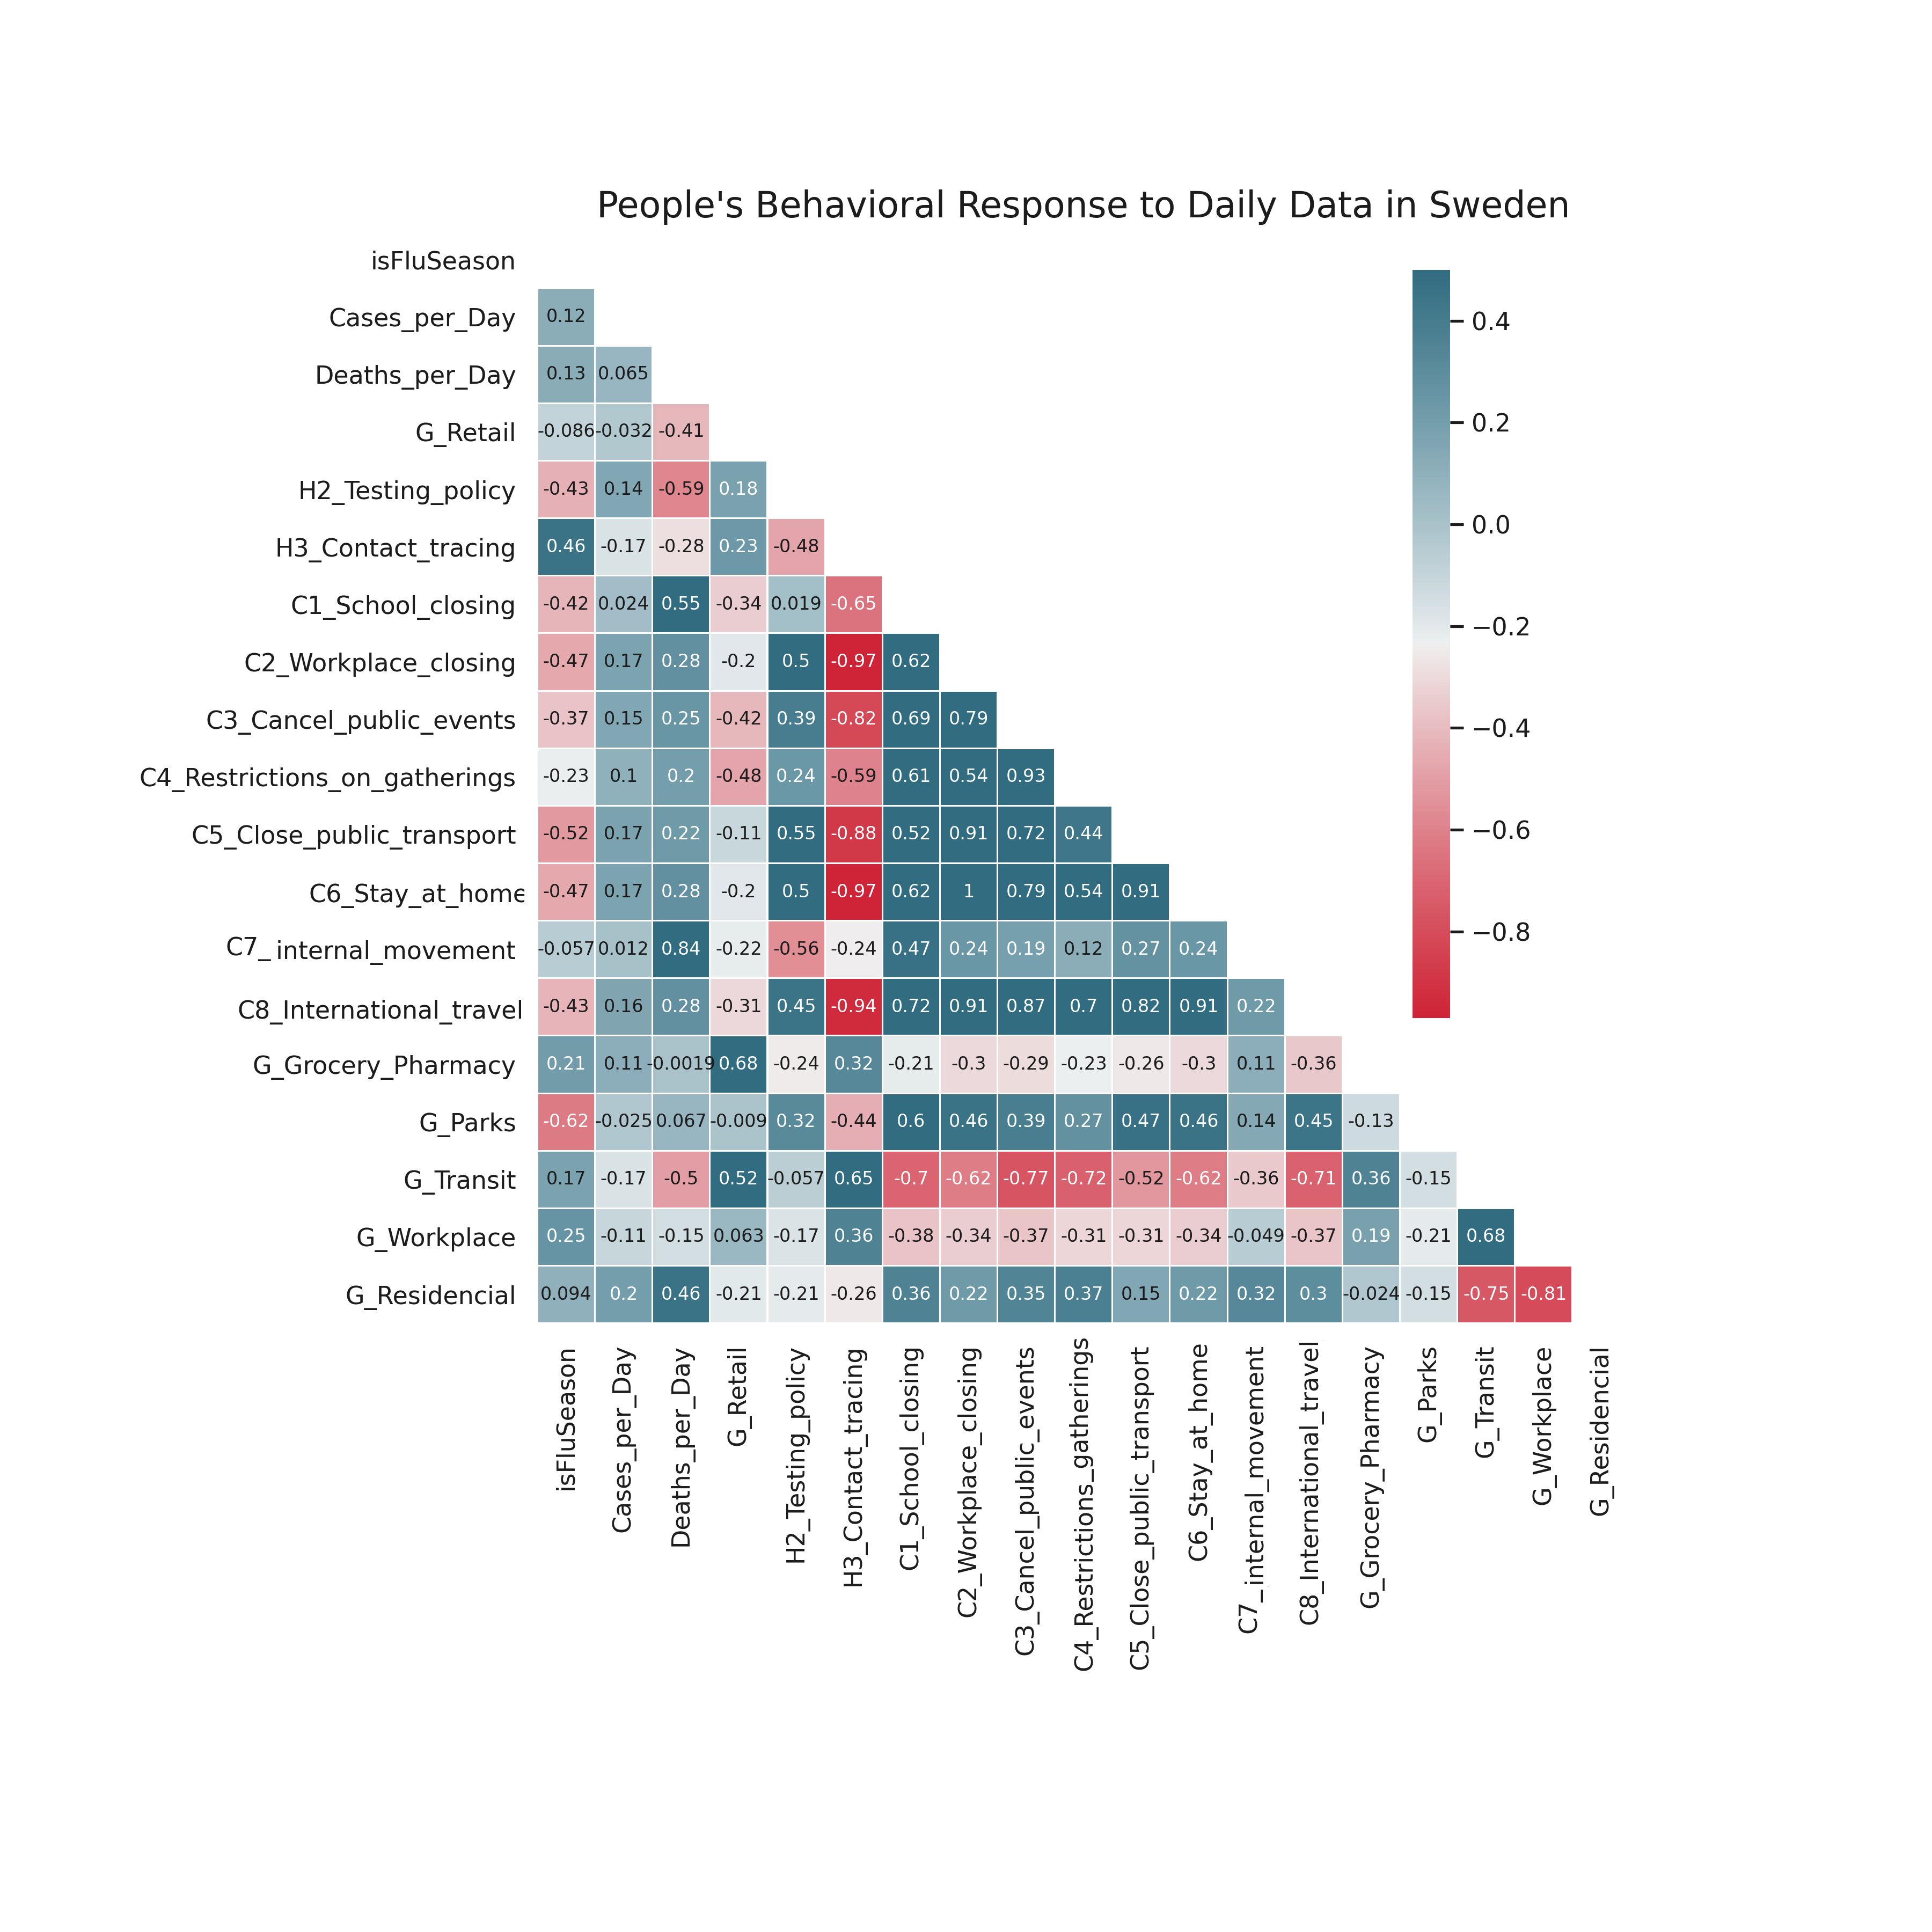 People's Behavioral Response to Daily Data in Sweden
isFluSeason
Cases_per_Day 0.12
Deaths_per_Day 0.13 0.065
G_Retail -0.086 -0.032 -0.41
H2_Testing_policy -0.43 0.14 -0.59 0.18
H3_Contact_tracing 0.46 -0.17 -0.28 0.23 -0.48
C1_School_closing -0.42 0.024 0.55 -0.34 0.019 -0.65
C2_Workplace_closing -0.47 0.17 0.28 -0.2 0.5 -0.97 0.62
C3_Cancel_public_events -0.37 0.15 0.25 -0.42 0.39 -0.82 0.69 0.79
C4_Restrictions_on_gatherings -0.23 0.1 0.2 -0.48 0.24 -0.59 0.61 0.54 0.93
C5_Close_public_transport -0.52 0.17 0.22 -0.11 0.55 -0.88 0.52 0.91 0.72 0.44
C6_Stay_at_home -0.47 0.17 0.28 -0.2 0.5 -0.97 0.62 1 0.79 0.54 0.91
C7_internal_movement -0.057 0.012 0.84 -0.22 -0.56 -0.24 0.47 0.24 0.19 0.12 0.27 0.24
C8_International_travel -0.43 0.16 0.28 -0.31 0.45 -0.94 0.72 0.91 0.87 0.7 0.82 0.91 0.22
G_Grocery_Pharmacy 0.21 0.11 -0.0019 0.68 -0.24 0.32 -0.21 -0.3 -0.29 -0.23 -0.26 -0.3 0.11 -0.36
G_Parks -0.62 -0.025 0.067 -0.009 0.32 -0.44 0.6 0.46 0.39 0.27 0.47 0.46 0.14 0.45 -0.13
G_Transit 0.17 -0.17 -0.5 0.52 -0.057 0.65 -0.7 -0.62 -0.77 -0.72 -0.52 -0.62 -0.36 -0.71 0.36 -0.15
G_Workplace 0.25 -0.11 -0.15 0.063 -0.17 0.36 -0.38 -0.34 -0.37 -0.31 -0.31 -0.34 -0.049 -0.37 0.19 -0.21 0.68
G_Residencial 0.094 0.2 0.46 -0.21 -0.21 -0.26 0.36 0.22 0.35 0.37 0.15 0.22 0.32 0.3 -0.024 -0.15 -0.75 -0.81
isFluSeason
Cases_per_Day
Deaths_per_Day
G_Retail
H2_Testing_policy
H3_Contact_tracing
C1_School_closing
C2_Workplace_closing
C3_Cancel_public_events
C4_Restrictions_gatherings
C5_Close_public_transport
C6_Stay_at_home
C7_internal_movement
C8_International_travel
G_Grocery_Pharmacy
G_Parks
G_Transit
G_Workplace
G_Residencial
0.4
0.2
0.0
−0.2
−0.4
−0.6
−0.8